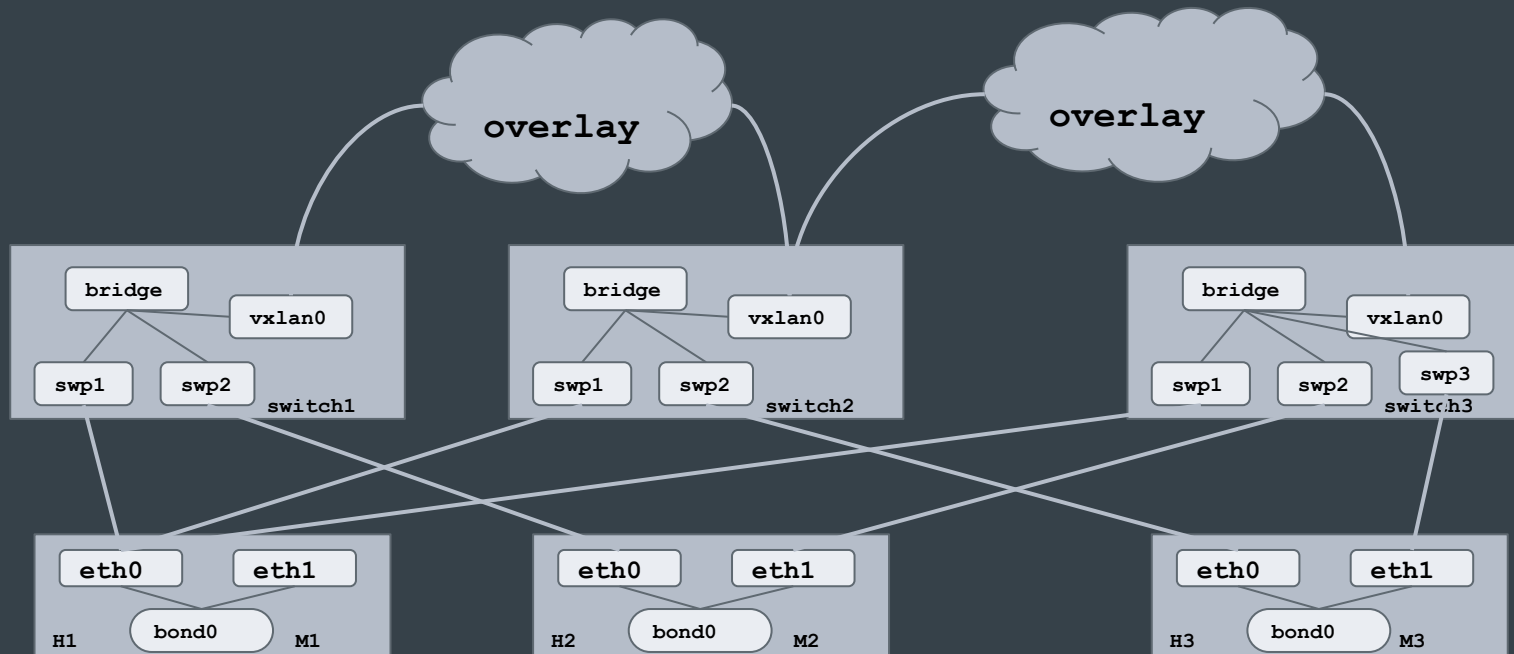 overlay
overlay
bridge
vxlan0
swp1
swp2
switch1
bridge
vxlan0
swp1
swp2
switch2
bridge
vxlan0
swp1
swp2
swp3
switch3
eth0
eth1
bond0
H1
M1
eth0
eth1
bond0
H2
M2
eth0
eth1
bond0
H3
M3